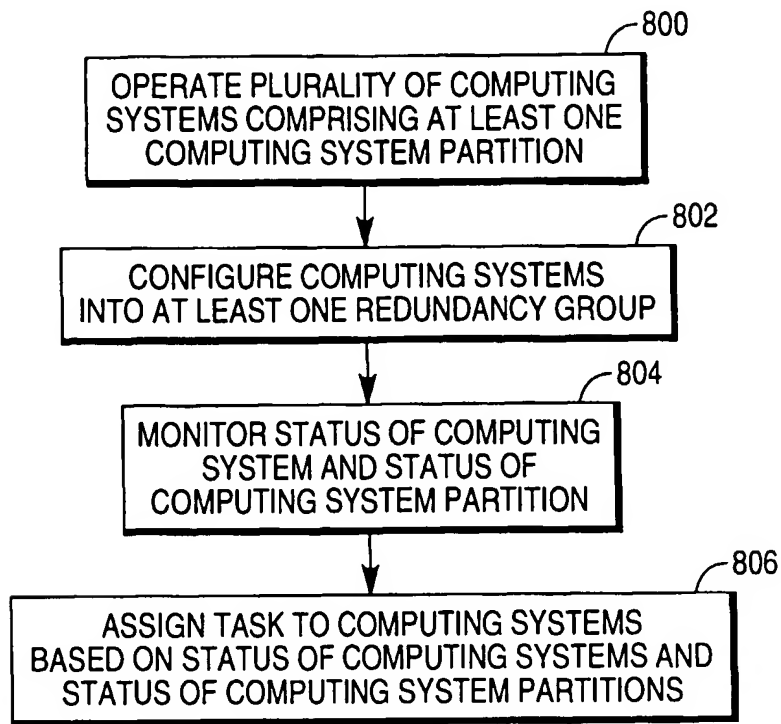 800
OPERATE PLURALITY OF COMPUTING
SYSTEMS COMPRISING AT LEAST ONE
COMPUTING SYSTEM PARTITION
802
CONFIGURE COMPUTING SYSTEMS
INTO AT LEAST ONE REDUNDANCY GROUP
804
MONITOR STATUS OF COMPUTING
SYSTEM AND STATUS OF
COMPUTING SYSTEM PARTITION
806
ASSIGN TASK TO COMPUTING SYSTEMS
BASED ON STATUS OF COMPUTING SYSTEMS AND
STATUS OF COMPUTING SYSTEM PARTITIONS